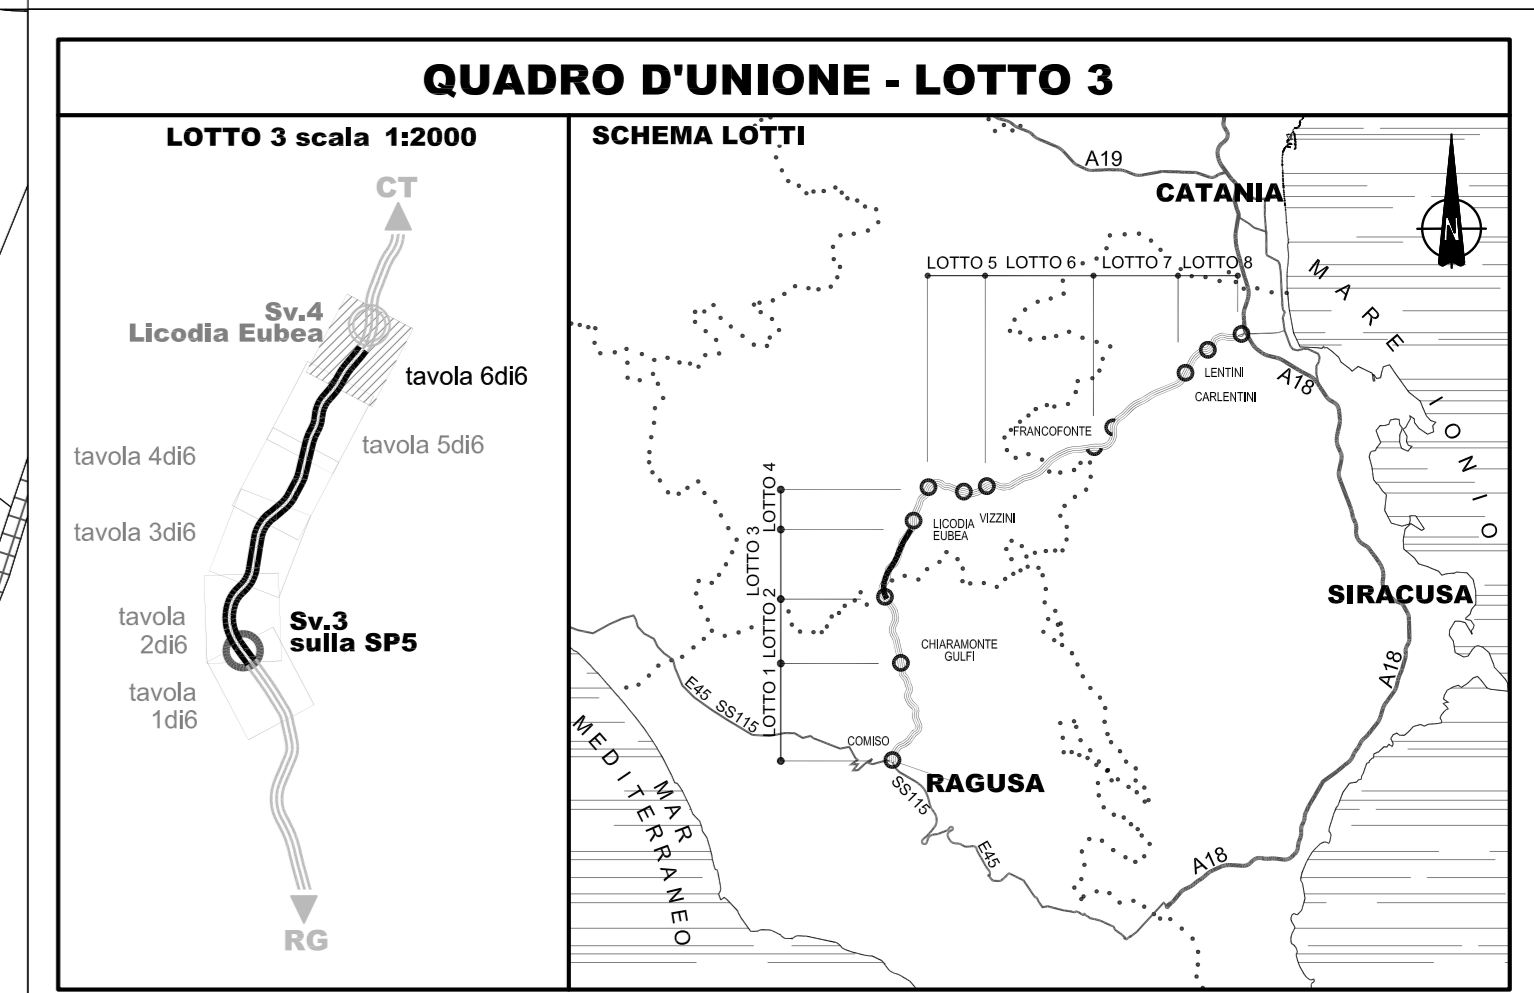 QUADRO D'UNIONE - LOTTO 3
LOTTO 3 scala 1:2000
CT
Sv.4
Licodia Eubea
tavola 6di6
tavola 5di6
tavola 4di6
tavola 3di6
tavola
2di6
Sv.3
sulla SP5
tavola
1di6
RG
SCHEMA LOTTI
A19
CATANIA
N
LOTTO 5
LOTTO 6
LOTTO 7
LOTTO 8
MARE IONIO
LENTINI
CARLENTINI
A18
FRANCOFONTE
LOTTO 4
LOTTO 3
LOTTO 2
LOTTO 1
VIZZINI
LICODIA
EUBEA
SIRACUSA
CHIARAMONTE
GULFI
A18
E45
SS115
COMISO
RAGUSA
SS115
E45
A18
MAR
MEDITERRANEO